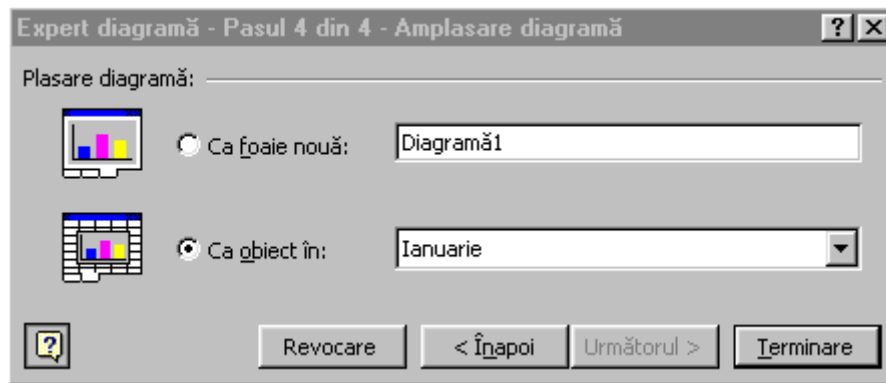 Expert diagramă - Pasul 4 din 4 - Amplasare diagramă
Plasare diagramă:
Ca foaie nouă: Diagramă1
Ca obiect în: Ianuarie
Revocare < Înapoi Următorul > Terminare